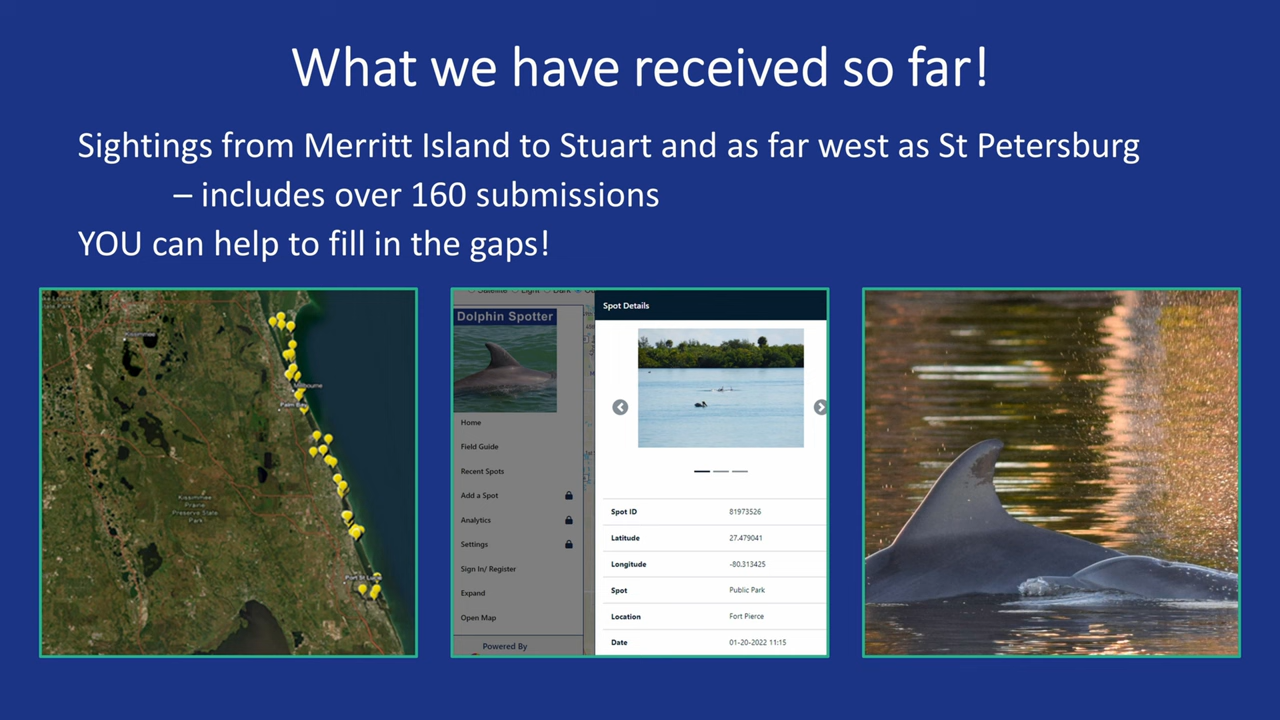 What we have received so far!
Sightings from Merritt Island to Stuart and as far west as St Petersburg
– includes over 160 submissions
YOU can help to fill in the gaps!
Kissimmee
Melbourne
Palm Bay
Kissimmee
Prairie
Preserve State
Park
Port St Lucie
Satellite Light Dark
Dolphin Spotter
Home
Field Guide
Recent Spots
Add a Spot
Analytics
Settings
Sign In/ Register
Expand
Open Map
Powered By
Spot Details
Spot ID 81973526
Latitude 27.479041
Longitude -80.313425
Spot Public Park
Location Fort Pierce
Date 01-20-2022 11:15